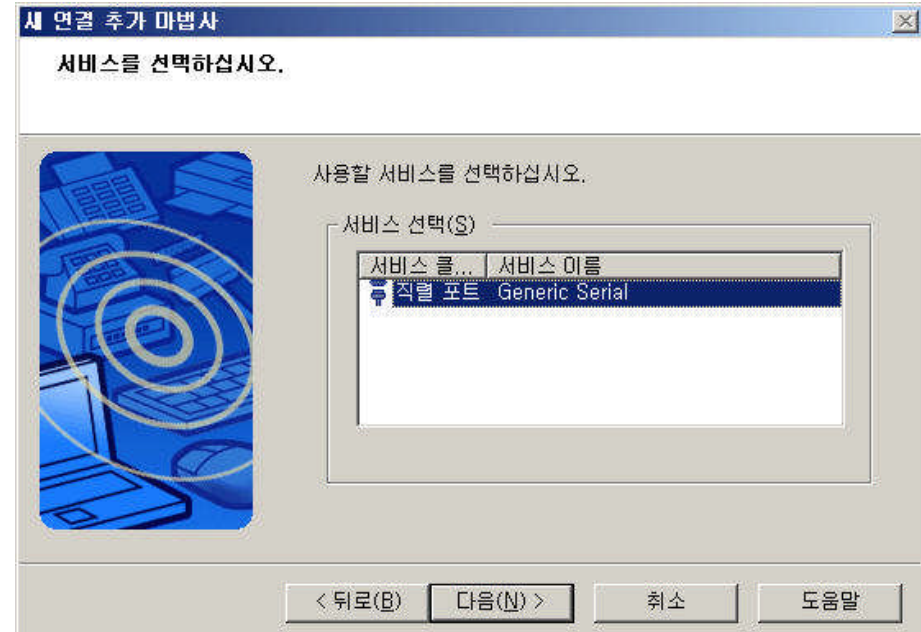 새 연결 추가 마법사
서비스를 선택하십시오.
사용할 서비스를 선택하십시오.
서비스 선택(S)
서비스 클... 서비스 이름
직렬 포트 Generic Serial
< 뒤로(B) 다음(N) > 취소 도움말